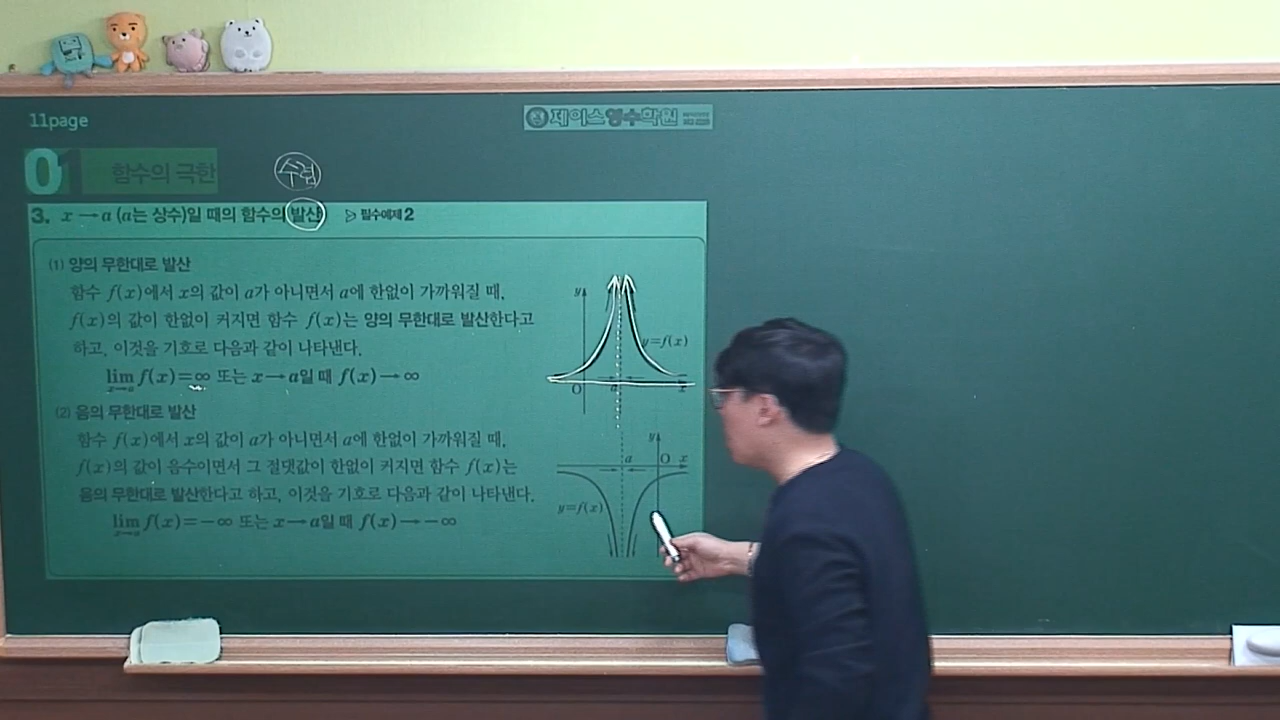 11page
제이스영수학원
01 함수의 극한
수렴
3. x→a (a는 상수)일 때의 함수의 발산 ▷ 필수예제 2
(1) 양의 무한대로 발산
함수 f(x)에서 x의 값이 a가 아니면서 a에 한없이 가까워질 때,
f(x)의 값이 한없이 커지면 함수 f(x)는 양의 무한대로 발산한다고
하고, 이것을 기호로 다음과 같이 나타낸다.
lim x→a f(x)=∞ 또는 x→a일 때 f(x)→∞
y
y=f(x)
O a x
(2) 음의 무한대로 발산
함수 f(x)에서 x의 값이 a가 아니면서 a에 한없이 가까워질 때,
f(x)의 값이 음수이면서 그 절댓값이 한없이 커지면 함수 f(x)는
음의 무한대로 발산한다고 하고, 이것을 기호로 다음과 같이 나타낸다.
lim x→a f(x)=-∞ 또는 x→a일 때 f(x)→-∞
y
a O x
y=f(x)